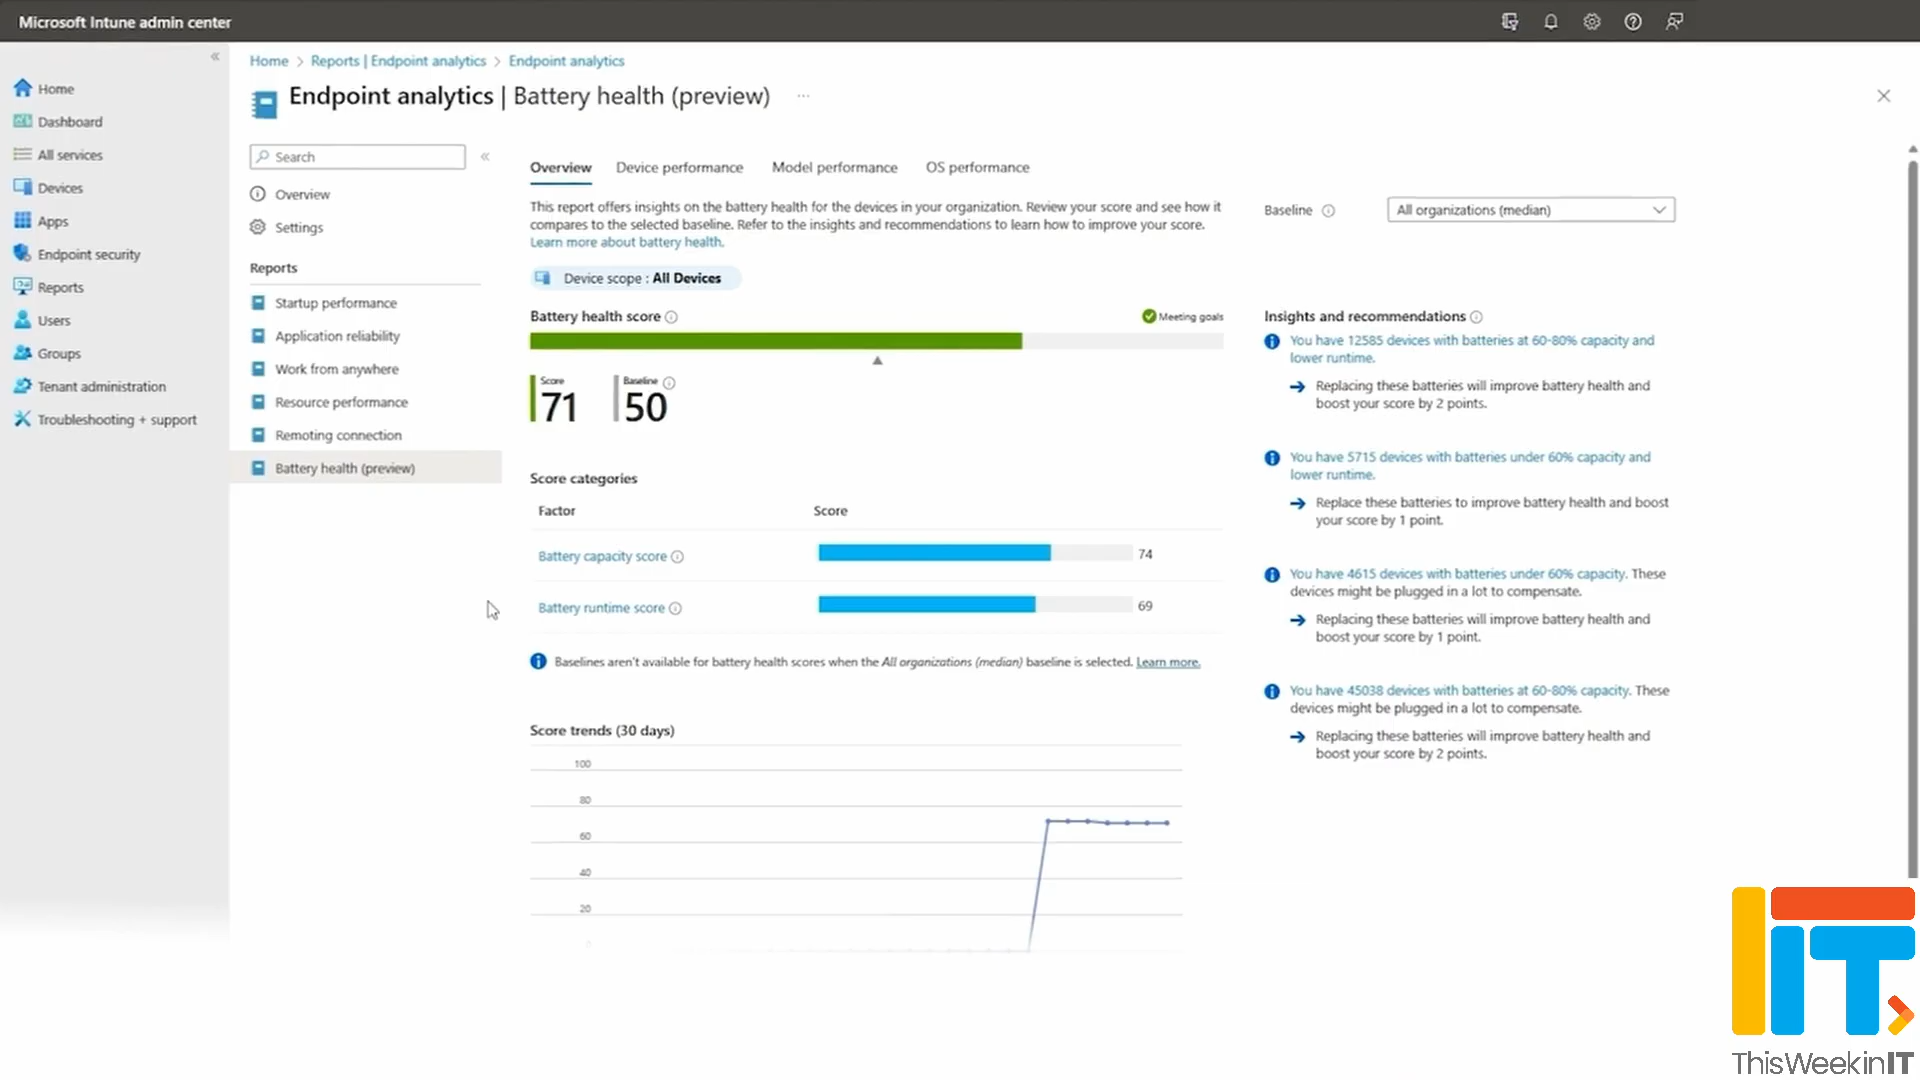 Microsoft Intune admin center
Home
Dashboard
All services
Devices
Apps
Endpoint security
Reports
Users
Groups
Tenant administration
Troubleshooting + support
Home > Reports | Endpoint analytics > Endpoint analytics
Endpoint analytics | Battery health (preview)
Search
Overview
Settings
Reports
Startup performance
Application reliability
Work from anywhere
Resource performance
Remoting connection
Battery health (preview)
Overview Device performance Model performance OS performance
This report offers insights on the battery health for the devices in your organization. Review your score and see how it
compares to the selected baseline. Refer to the insights and recommendations to learn how to improve your score.
Learn more about battery health.
Baseline
All organizations (median)
Device scope : All Devices
Battery health score
Meeting goals
Score
71
Baseline
50
Score categories
Factor Score
Battery capacity score 74
Battery runtime score 69
Baselines aren't available for battery health scores when the All organizations (median) baseline is selected. Learn more.
Score trends (30 days)
100
80
60
40
20
Insights and recommendations
You have 12585 devices with batteries at 60-80% capacity and
lower runtime.
Replacing these batteries will improve battery health and
boost your score by 2 points.
You have 5715 devices with batteries under 60% capacity and
lower runtime.
Replace these batteries to improve battery health and boost
your score by 1 point.
You have 4615 devices with batteries under 60% capacity. These
devices might be plugged in a lot to compensate.
Replacing these batteries will improve battery health and
boost your score by 1 point.
You have 45038 devices with batteries at 60-80% capacity. These
devices might be plugged in a lot to compensate.
Replacing these batteries will improve battery health and
boost your score by 2 points.
IT
ThisWeekinIT